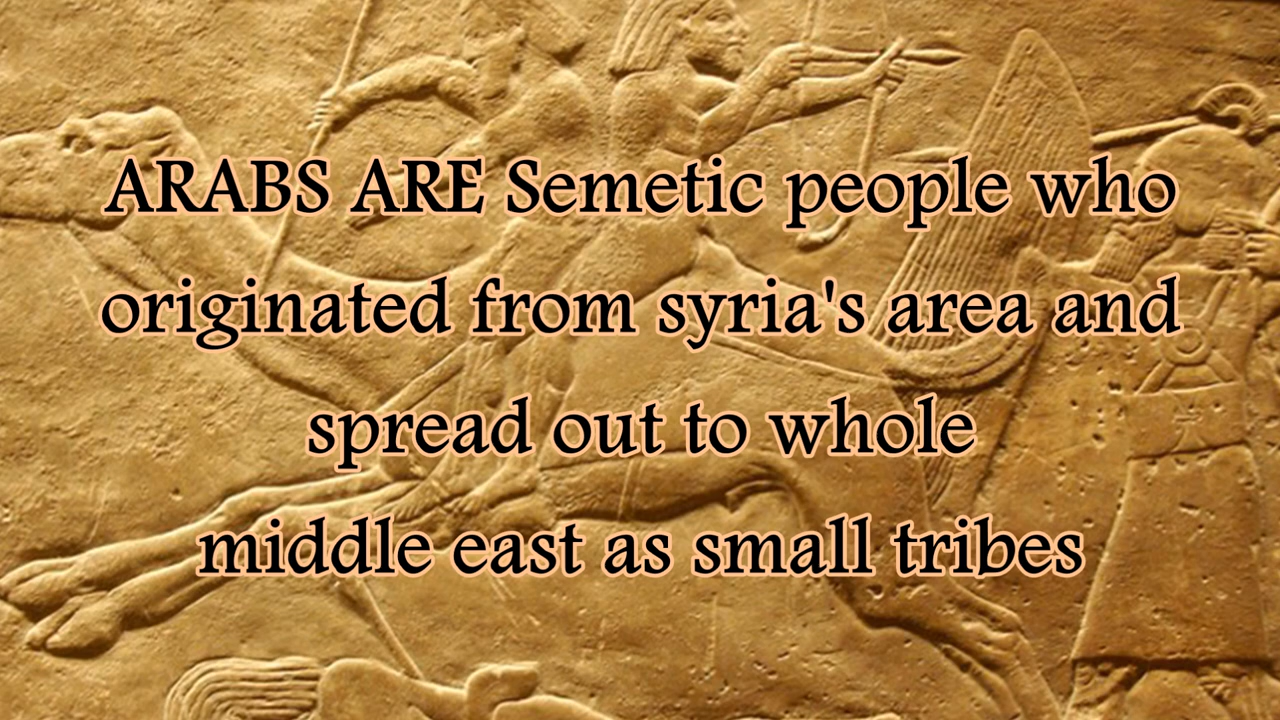 ARABS ARE Semetic people who
originated from syria's area and
spread out to whole
middle east as small tribes